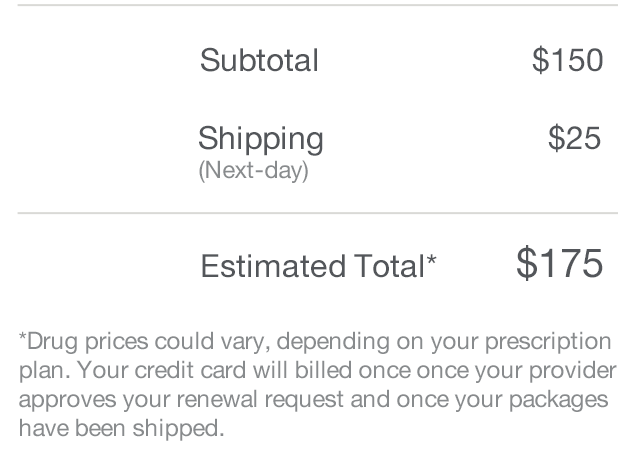 Subtotal $150
Shipping $25
(Next-day)
Estimated Total* $175
*Drug prices could vary, depending on your prescription
plan. Your credit card will billed once once your provider
approves your renewal request and once your packages
have been shipped.